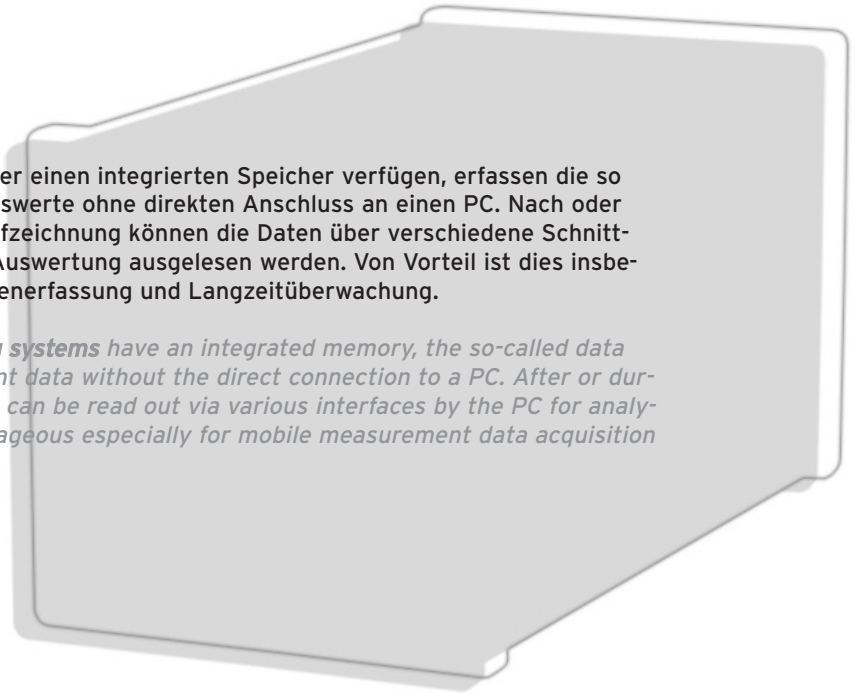 er einen integrierten Speicher verfügen, erfassen die so
swerte ohne direkten Anschluss an einen PC. Nach oder
fzeichnung können die Daten über verschiedene Schnitt-
Auswertung ausgelesen werden. Von Vorteil ist dies insbe-
enerfassung und Langzeitüberwachung.
systems have an integrated memory, the so-called data
nt data without the direct connection to a PC. After or dur-
can be read out via various interfaces by the PC for analy-
ageous especially for mobile measurement data acquisition